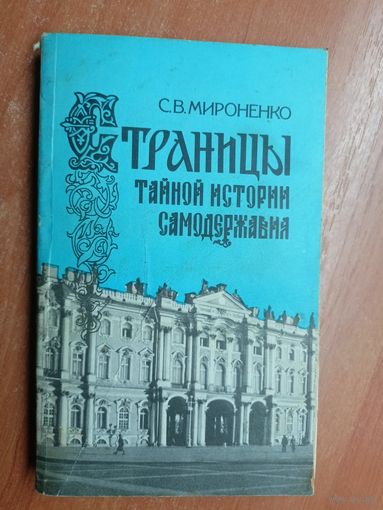 С.В. МИРОНЕНКО
СТРАНИЦЫ
ТАЙНОЙ ИСТОРИИ
САМОДЕРЖАВИЯ